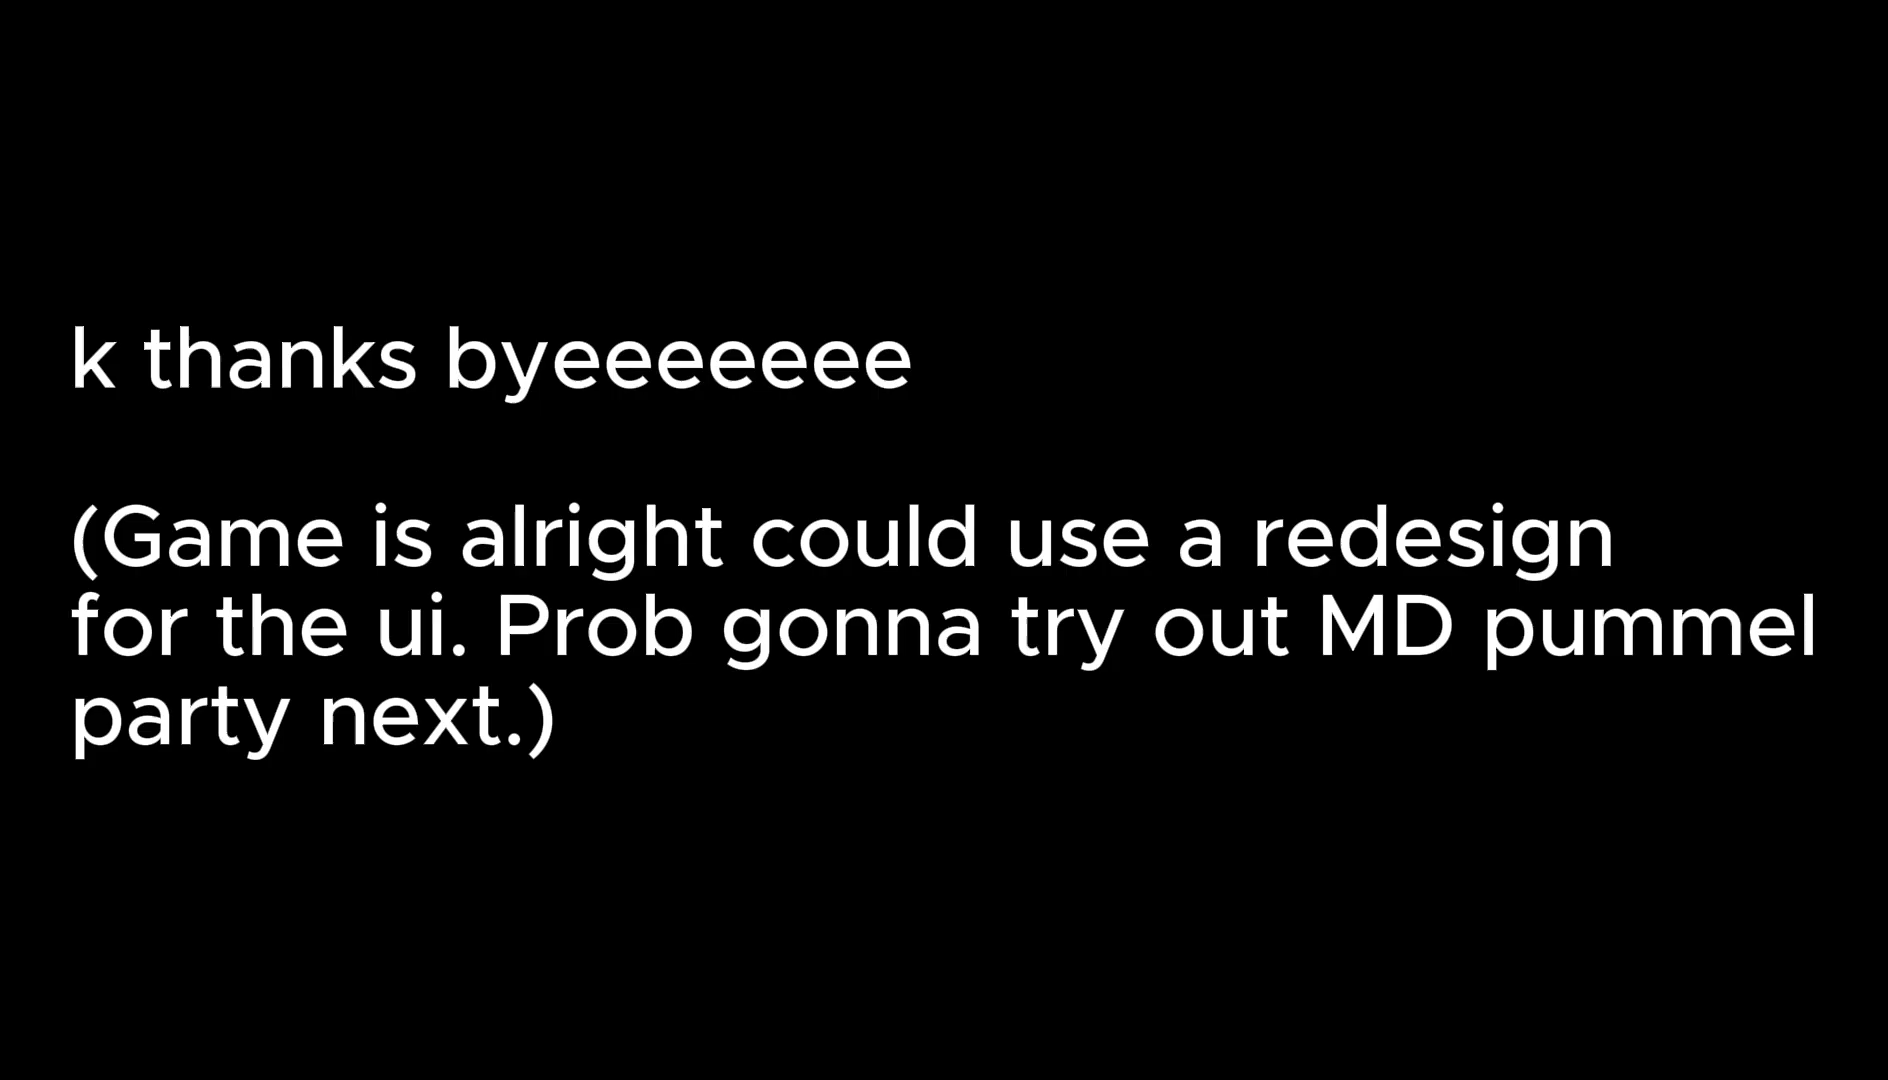 k thanks byeeeeeee
(Game is alright could use a redesign
for the ui. Prob gonna try out MD pummel
party next.)